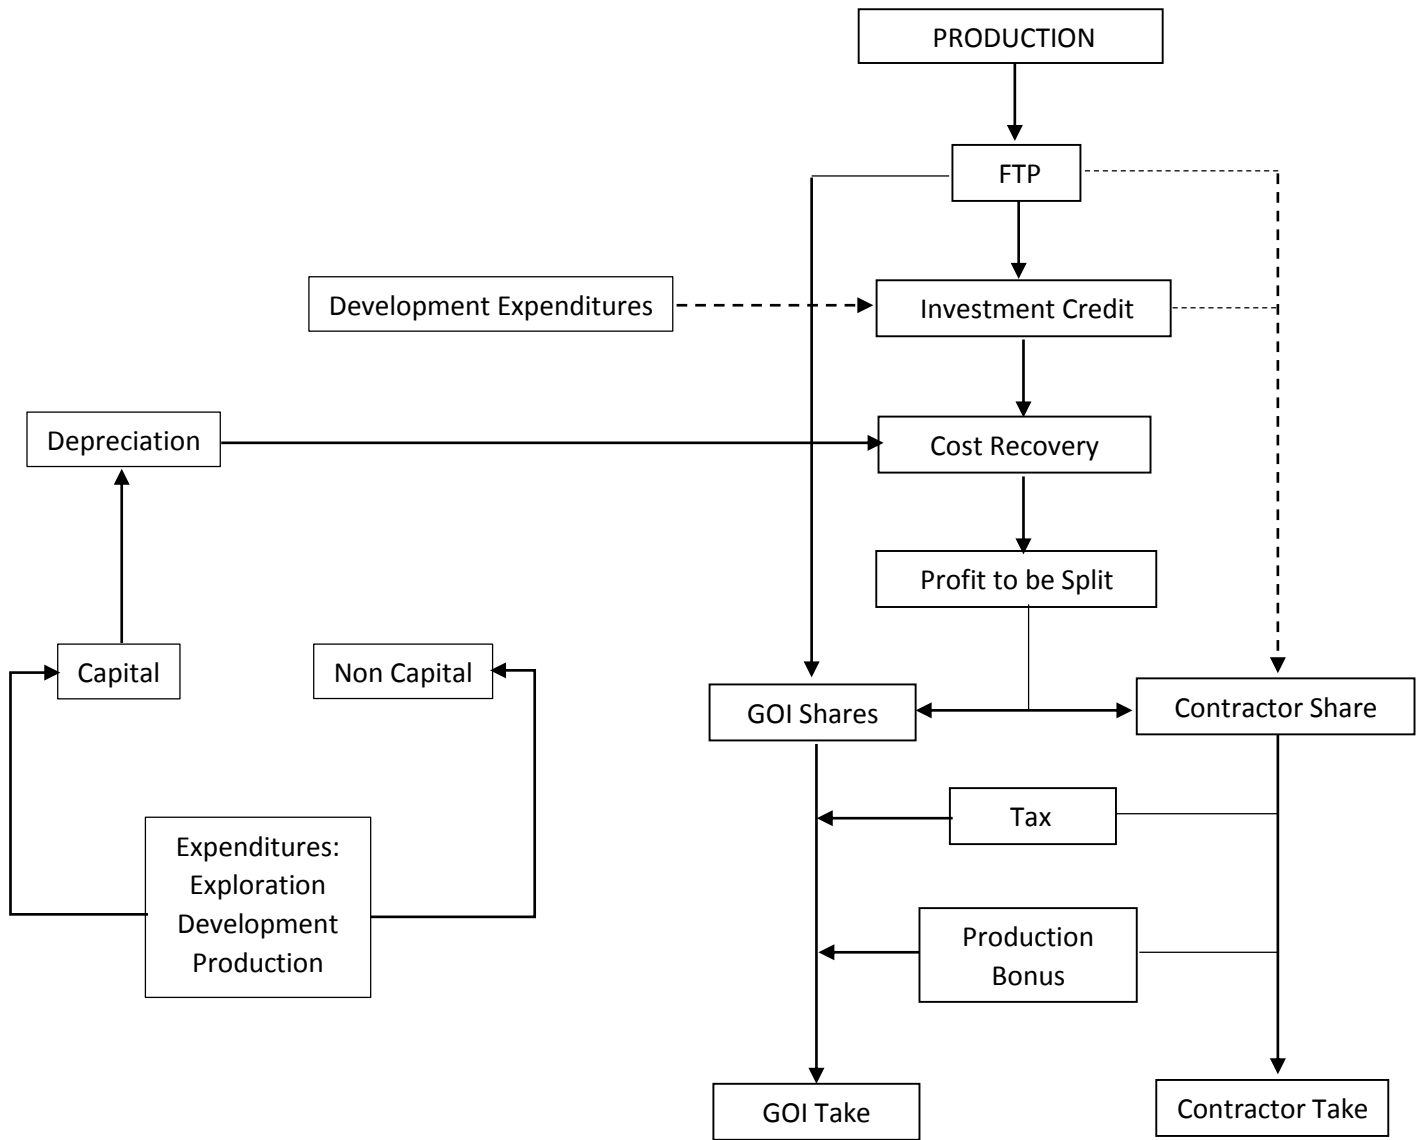 PRODUCTION
FTP
Development Expenditures
Investment Credit
Depreciation
Cost Recovery
Profit to be Split
Capital
Non Capital
GOI Shares
Contractor Share
Tax
Expenditures:
Exploration
Development
Production
Production
Bonus
GOI Take
Contractor Take